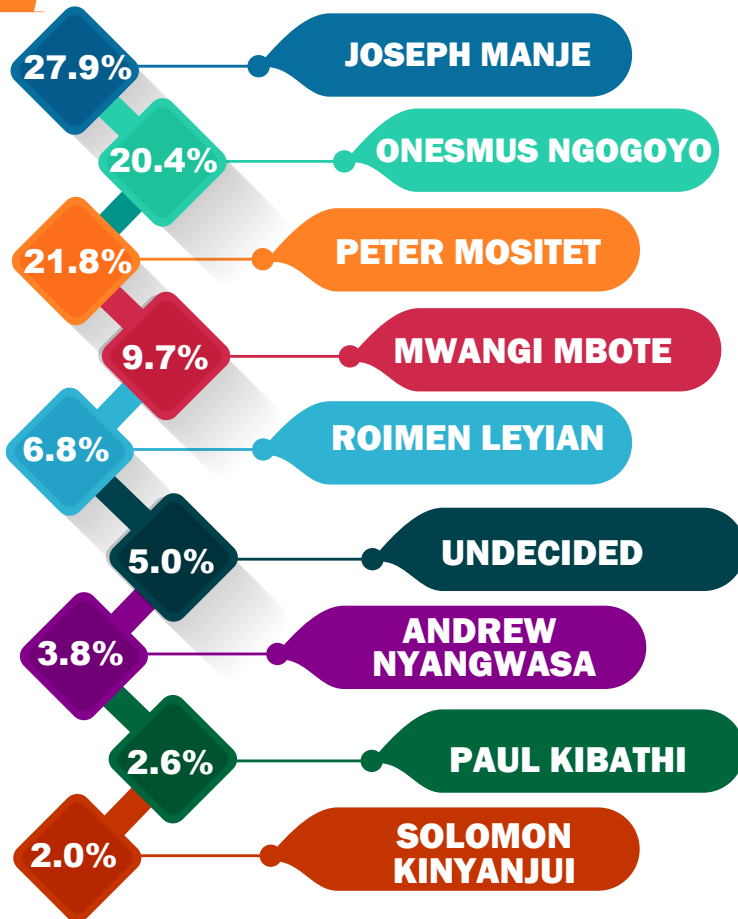 27.9%
JOSEPH MANJE
20.4%
ONESMUS NGOGOYO
21.8%
PETER MOSITET
9.7%
MWANGI MBOTE
6.8%
ROIMEN LEYIAN
5.0%
UNDECIDED
3.8%
ANDREW
NYANGWASA
2.6%
PAUL KIBATHI
2.0%
SOLOMON
KINYANJUI